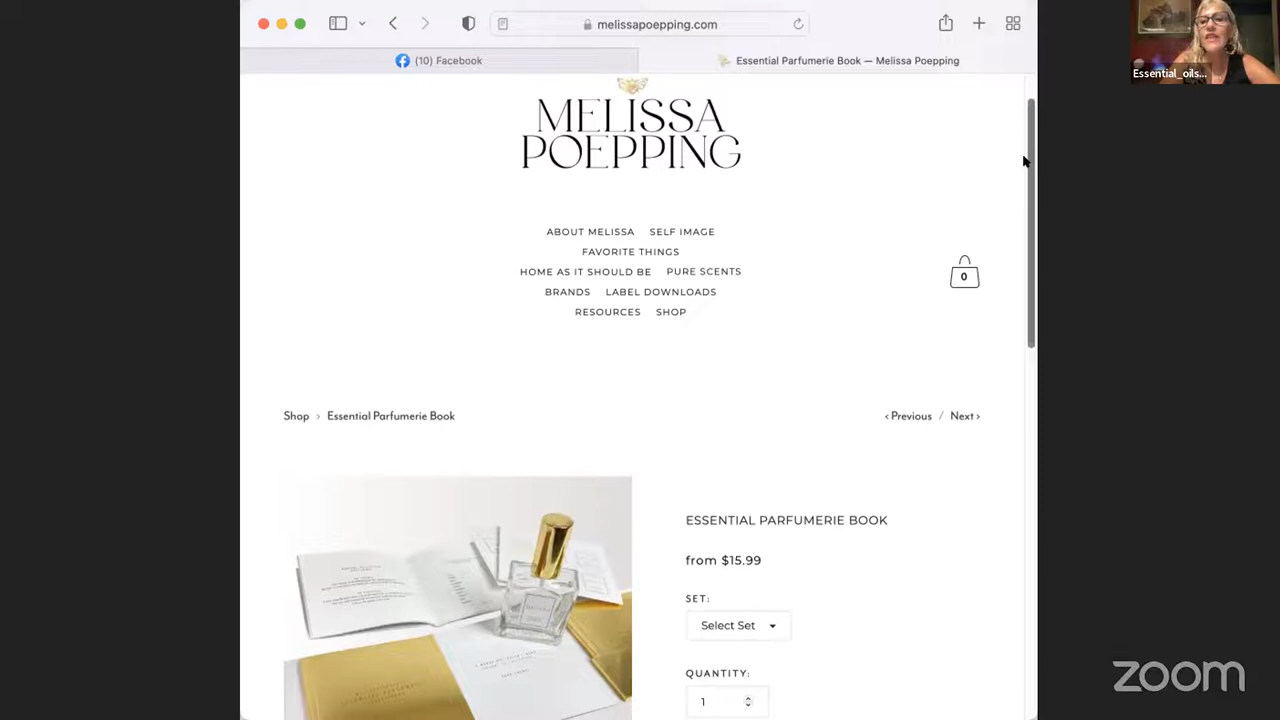 melissapoepping.com
(10) Facebook
Essential Parfumerie Book — Melissa Poepping
Essential_oils...
MELISSA
POEPPING
ABOUT MELISSA SELF IMAGE
FAVORITE THINGS
HOME AS IT SHOULD BE PURE SCENTS
BRANDS LABEL DOWNLOADS
RESOURCES SHOP
0
Shop › Essential Parfumerie Book
‹ Previous / Next ›
ESSENTIAL PARFUMERIE BOOK
from $15.99
SET:
Select Set
QUANTITY:
1
zoom